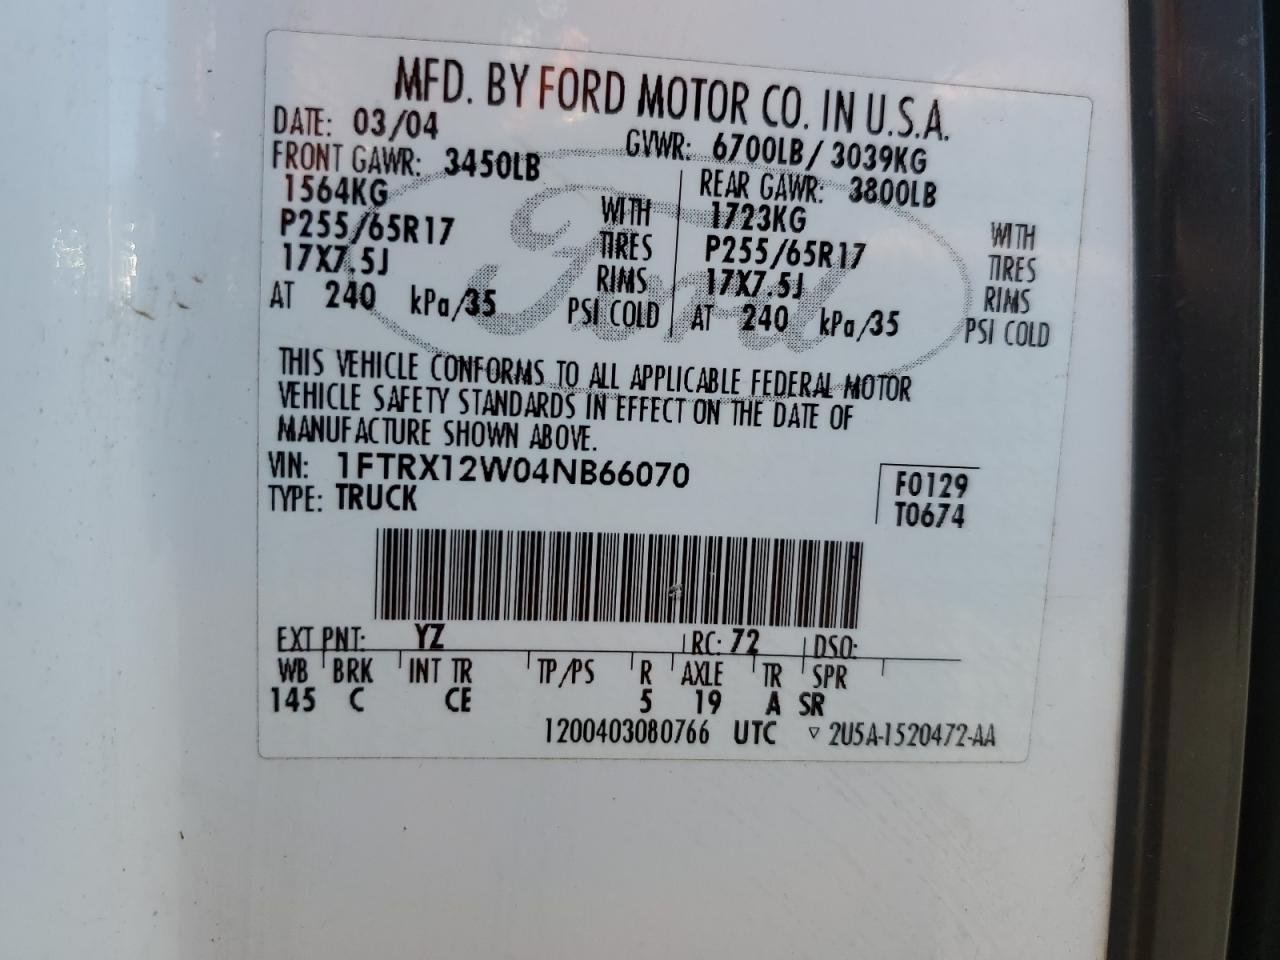 MFD. BY FORD MOTOR CO. IN U.S.A.
DATE: 03/04 GVWR: 6700LB/ 3039KG
FRONT GAWR: 3450LB REAR GAWR: 3800LB
1564KG WITH 1723KG WITH
P255/65R17 TIRES P255/65R17 TIRES
17X7.5J RIMS 17X7.5J RIMS
AT 240 kPa/35 PSI COLD AT 240 kPa/35 PSI COLD
Ford
THIS VEHICLE CONFORMS TO ALL APPLICABLE FEDERAL MOTOR
VEHICLE SAFETY STANDARDS IN EFFECT ON THE DATE OF
MANUFACTURE SHOWN ABOVE.
VIN: 1FTRX12W04NB66070 F0129
TYPE: TRUCK T0674
EXT PNT: YZ RC: 72 DSO:
WB BRK INT TR TP/PS R AXLE TR SPR
145 C CE 5 19 A SR
1200403080766 UTC ▽ 2U5A-1520472-AA